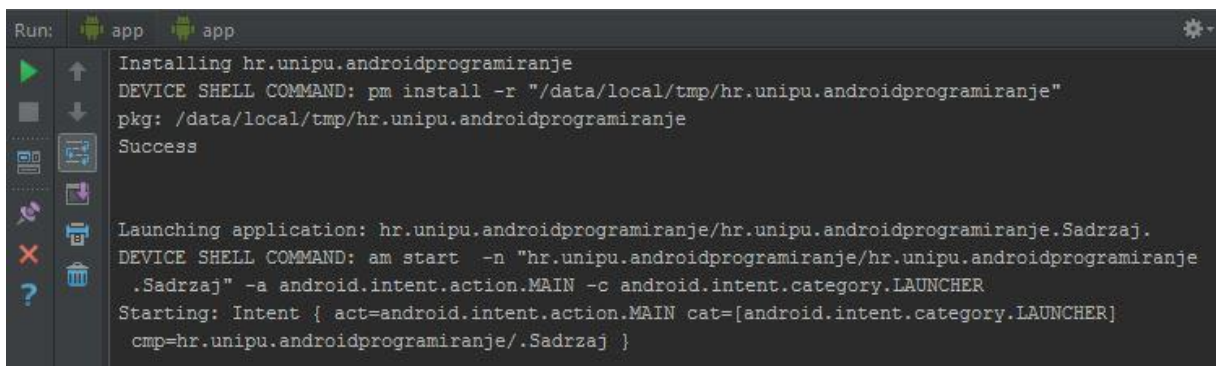 Run: app app
Installing hr.unipu.androidprogramiranje
DEVICE SHELL COMMAND: pm install -r "/data/local/tmp/hr.unipu.androidprogramiranje"
pkg: /data/local/tmp/hr.unipu.androidprogramiranje
Success
Launching application: hr.unipu.androidprogramiranje/hr.unipu.androidprogramiranje.Sadrzaj.
DEVICE SHELL COMMAND: am start  -n "hr.unipu.androidprogramiranje/hr.unipu.androidprogramiranje
.Sadrzaj" -a android.intent.action.MAIN -c android.intent.category.LAUNCHER
Starting: Intent { act=android.intent.action.MAIN cat=[android.intent.category.LAUNCHER]
cmp=hr.unipu.androidprogramiranje/.Sadrzaj }